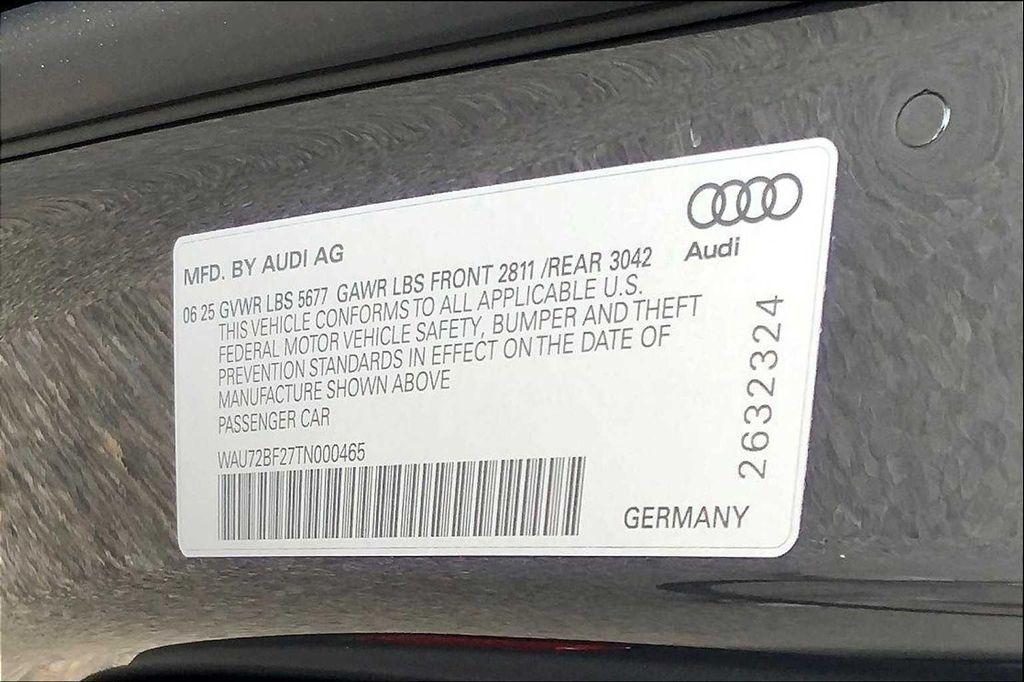 MFD. BY AUDI AG
Audi
06 25 GVWR LBS 5677 GAWR LBS FRONT 2811 /REAR 3042
THIS VEHICLE CONFORMS TO ALL APPLICABLE U.S.
FEDERAL MOTOR VEHICLE SAFETY, BUMPER AND THEFT
PREVENTION STANDARDS IN EFFECT ON THE DATE OF
MANUFACTURE SHOWN ABOVE
PASSENGER CAR
WAU72BF27TN000465
GERMANY
2632324